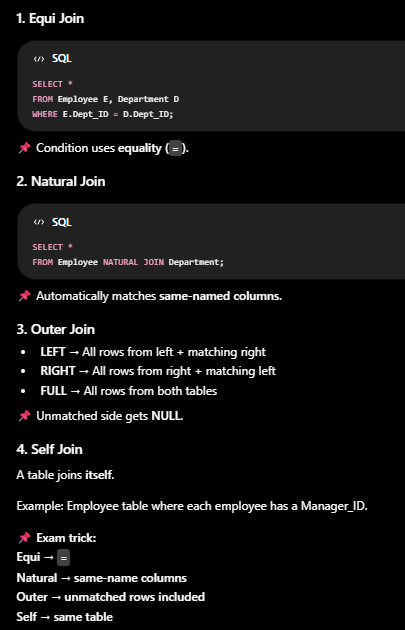 1. Equi Join
SQL
SELECT *
FROM Employee E, Department D
WHERE E.Dept_ID = D.Dept_ID;
📌 Condition uses equality (=).
2. Natural Join
SQL
SELECT *
FROM Employee NATURAL JOIN Department;
📌 Automatically matches same-named columns.
3. Outer Join
• LEFT → All rows from left + matching right
• RIGHT → All rows from right + matching left
• FULL → All rows from both tables
📌 Unmatched side gets NULL.
4. Self Join
A table joins itself.
Example: Employee table where each employee has a Manager_ID.
📌 Exam trick:
Equi → =
Natural → same-name columns
Outer → unmatched rows included
Self → same table